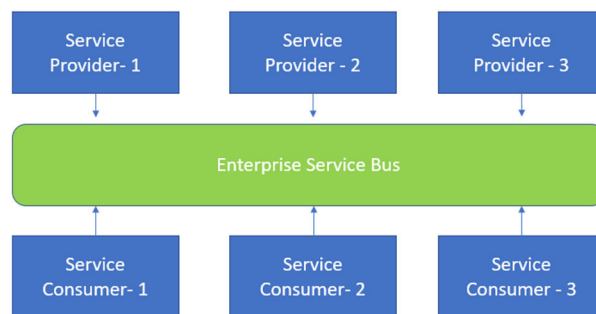 Service
Provider- 1
Service
Provider - 2
Service
Provider - 3
Enterprise Service Bus
Service
Consumer- 1
Service
Consumer- 2
Service
Consumer - 3